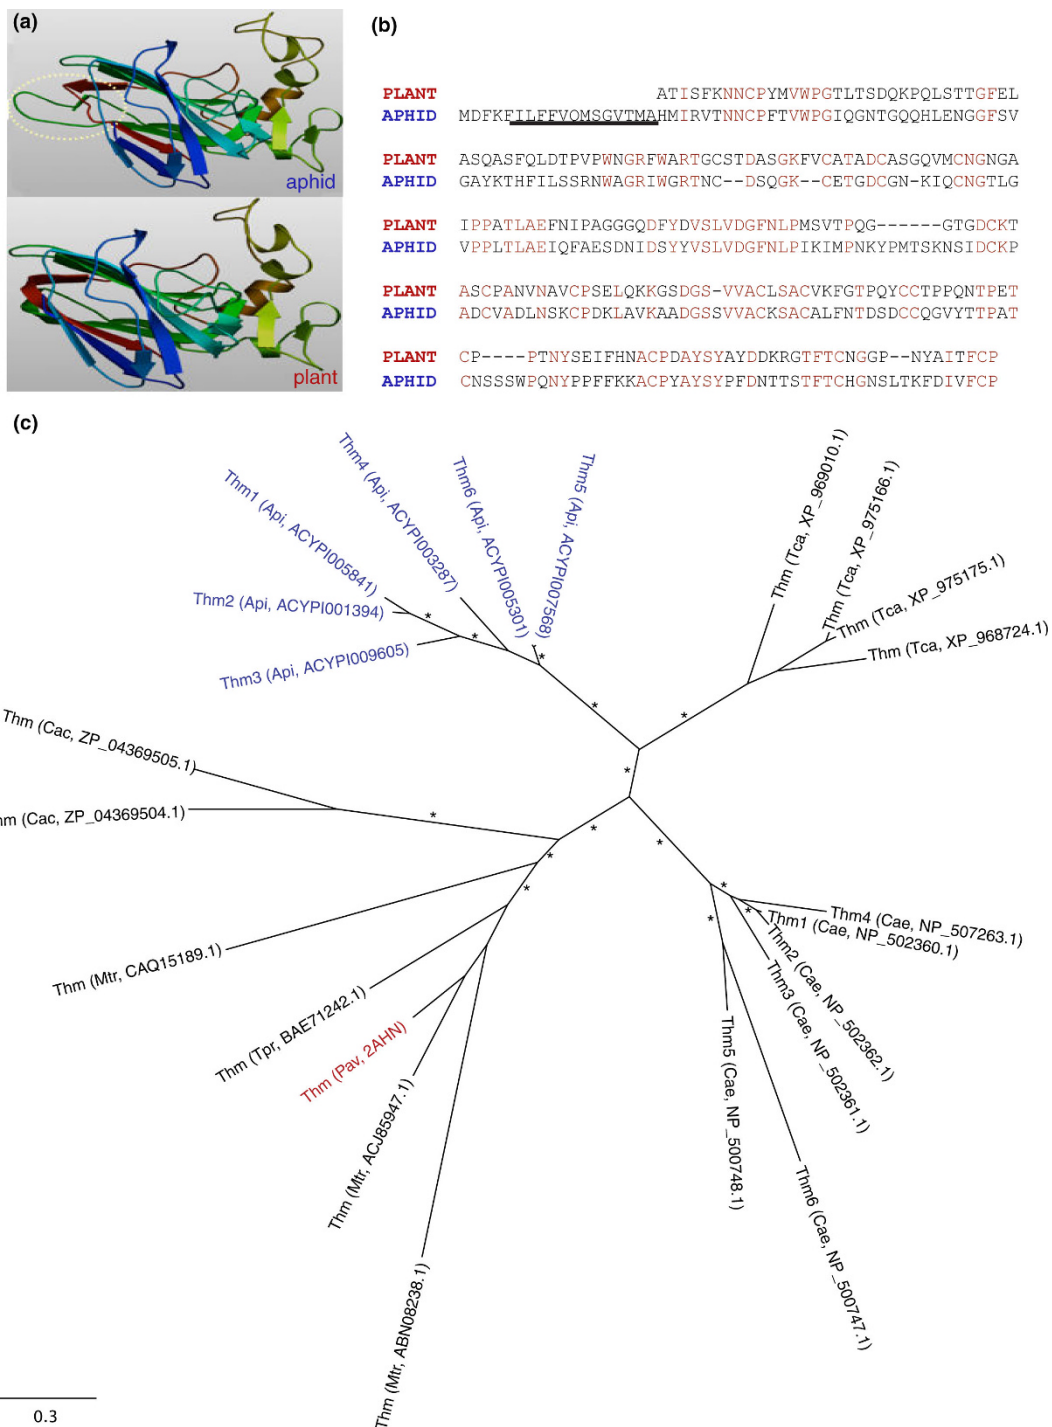 (a)
aphid
plant
(b)
PLANT ATISFKNNCPYMVWPGTLTSDQKPQLSTTGFEL
APHID MDFKFILFFVQMSGVTMAHMIRVTNNCPFTVWPGIQGNTGQQHLENGGFSV
PLANT ASQASFQLDTPVPWNGRFWARTGCSTDASGKFVCATADCASGQVMCNGNGA
APHID GAYKTHFILSSRNWAGRIWGRTNC--DSQGK--CETGDCGN-KIQCNGTLG
PLANT IPPATLAEFNIPAGGGQDFYDVSLVDGFNLPMSVTPQG------GTGDCKT
APHID VPPLTLAEIQFAESDNIDSYYVSLVDGFNLPIKIMPNKYPMTSKNSIDCKP
PLANT ASCPANVNAVCPSELQKKGSDGS-VVACLSACVKFGTPQYCCTPPQNTPET
APHID ADCVADLNSKCPDKLAVKAADGSSVVACKSACALFNTDSDCCQGVYTTPAT
PLANT CP----PTNYSEIFHNACPDAYSYAYDDKRGTFTCNGGP--NYAITFCP
APHID CNSSSWPQNYPPFFKKACPYAYSYPFDNTTSTFTCHGNSLTKFDIVFCP
(c)
Thm1 (Api, ACYPI005841)
Thm4 (Api, ACYPI003287)
Thm6 (Api, ACYPI005301)
Thm5 (Api, ACYPI007568)
Thm2 (Api, ACYPI001394)
Thm3 (Api, ACYPI009605)
Thm (Tca, XP_969010.1)
Thm (Tca, XP_975166.1)
Thm (Tca, XP_975175.1)
Thm (Tca, XP_968724.1)
Thm (Cac, ZP_04369505.1)
hm (Cac, ZP_04369504.1)
Thm (Mtr, CAQ15189.1)
Thm (Tpr, BAE71242.1)
Thm (Pav, 2AHN)
Thm (Mtr, ACJ85947.1)
Thm (Mtr, ABN08238.1)
Thm4 (Cae, NP_507263.1)
Thm1 (Cae, NP_502360.1)
Thm2 (Cae, NP_502362.1)
Thm3 (Cae, NP_502361.1)
Thm5 (Cae, NP_500748.1)
Thm6 (Cae, NP_500747.1)
0.3